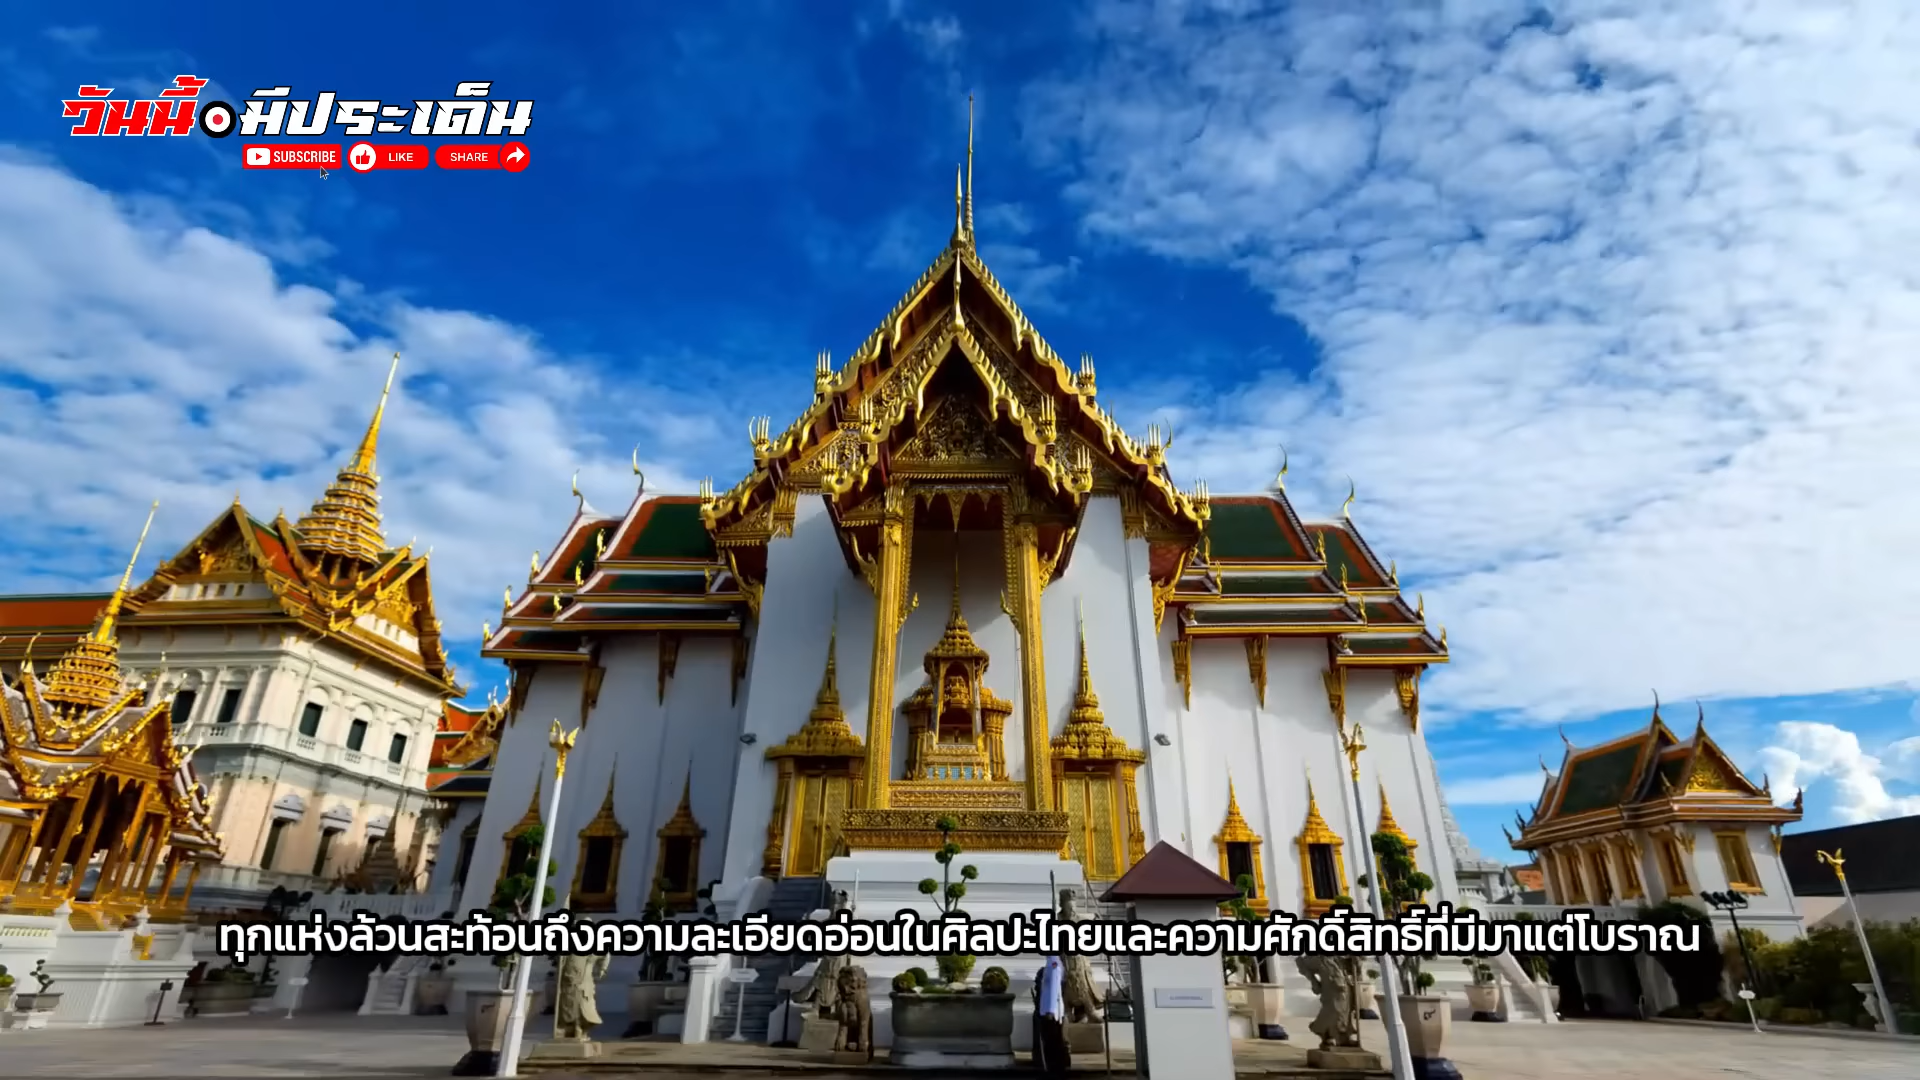 วันนี้มีประเด็น
SUBSCRIBE LIKE SHARE
ทุกแห่งล้วนสะท้อนถึงความละเอียดอ่อนในศิลปะไทยและความศักดิ์สิทธิ์ที่มีมาแต่โบราณ